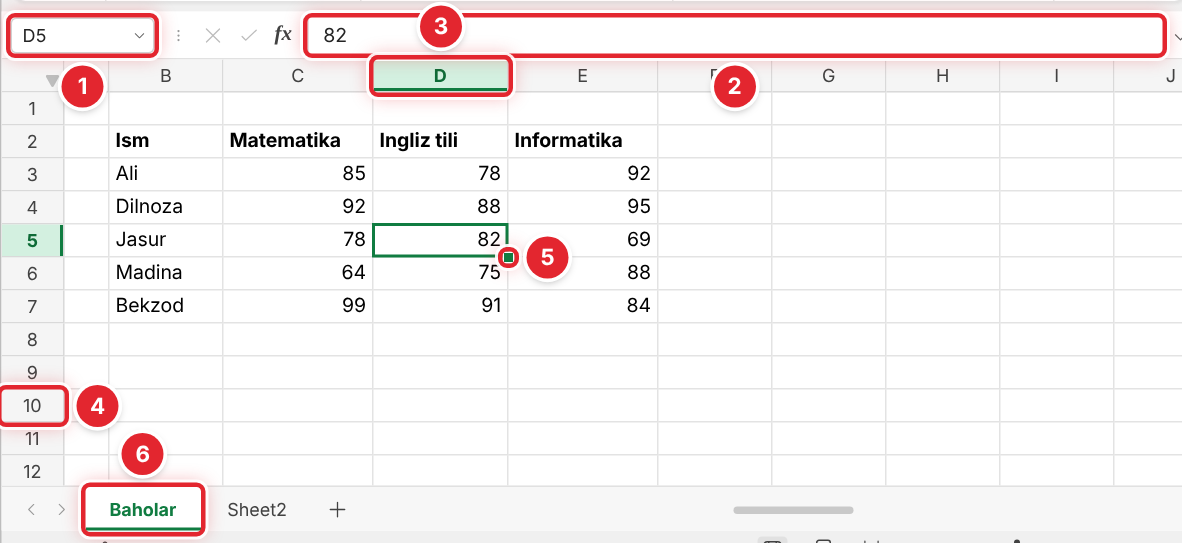 D5 fx 82 3
1 B C D E 2 G H I J
1
2 Ism Matematika Ingliz tili Informatika
3 Ali 85 78 92
4 Dilnoza 92 88 95
5 Jasur 78 82 69 5
6 Madina 64 75 88
7 Bekzod 99 91 84
8
9
10 4
11
6
12
Baholar Sheet2 +